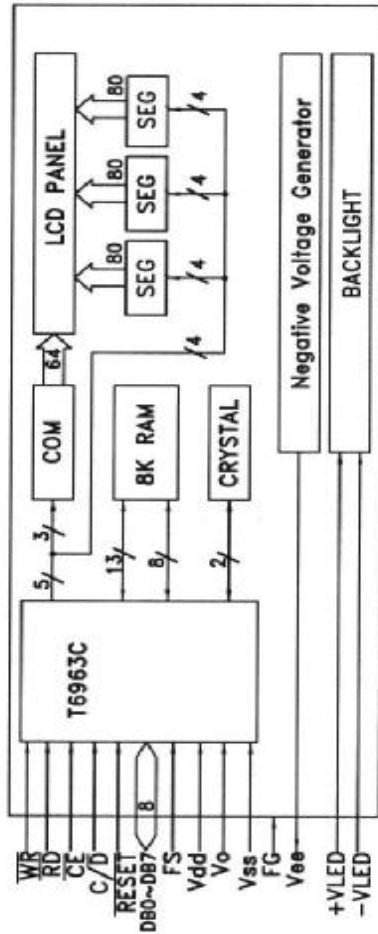 WR
RD
CE
C/D
RESET
DB0~DB7
FS
Vdd
Vo
Vss
FG
Vee
+VLED
-VLED
8
T6963C
5
3
13
8
2
COM
8K RAM
CRYSTAL
64
4
LCD PANEL
80
80
80
SEG
SEG
SEG
4
4
4
Negative Voltage Generator
BACKLIGHT